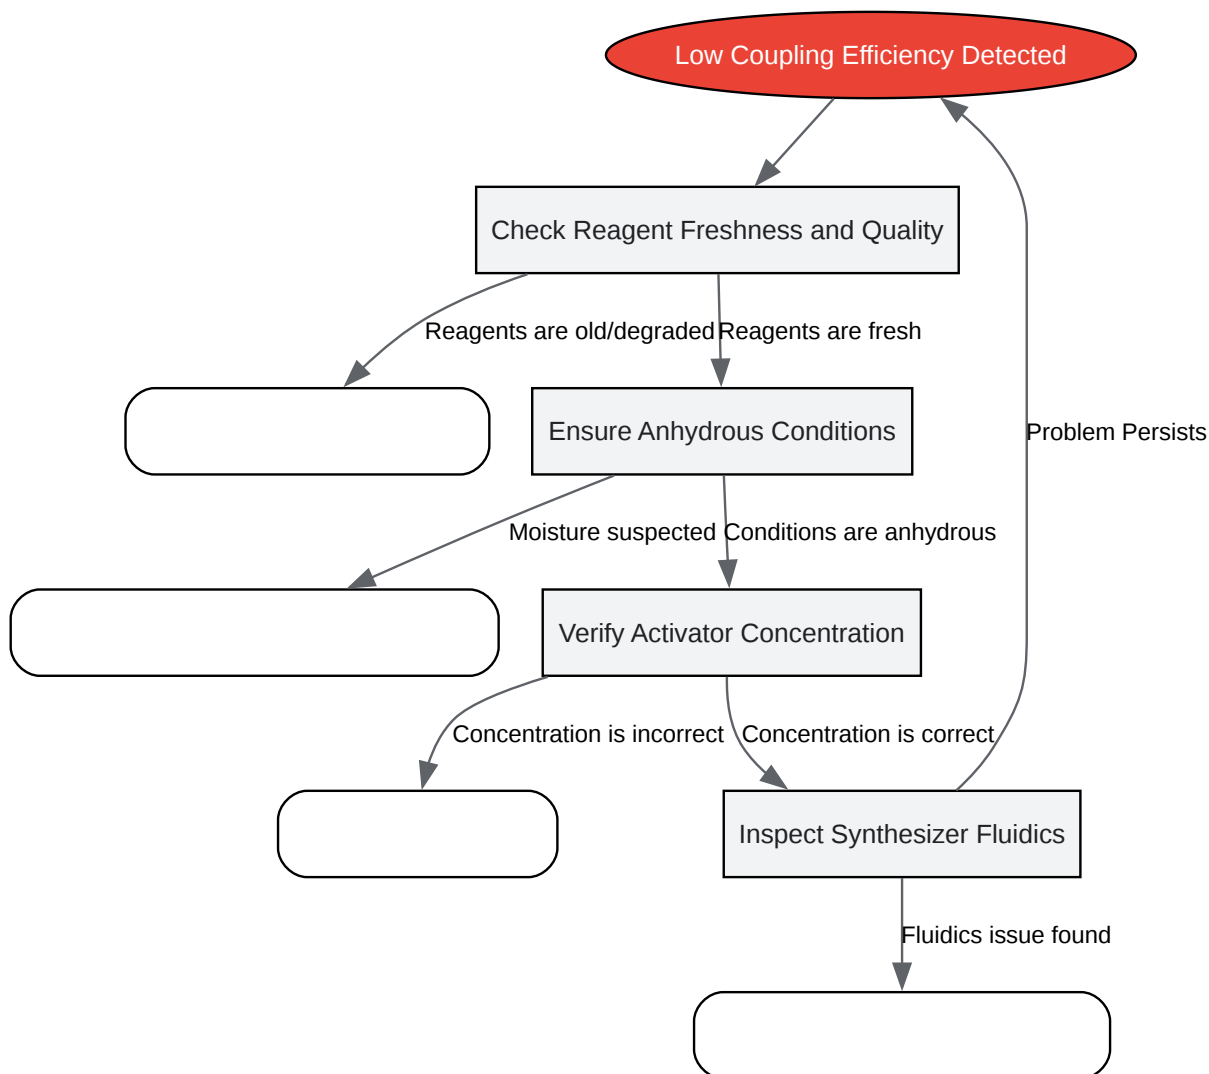 Low Coupling Efficiency Detected
Check Reagent Freshness and Quality
Reagents are old/degraded
Reagents are fresh
Ensure Anhydrous Conditions
Problem Persists
Moisture suspected
Conditions are anhydrous
Verify Activator Concentration
Concentration is incorrect
Concentration is correct
Inspect Synthesizer Fluidics
Fluidics issue found